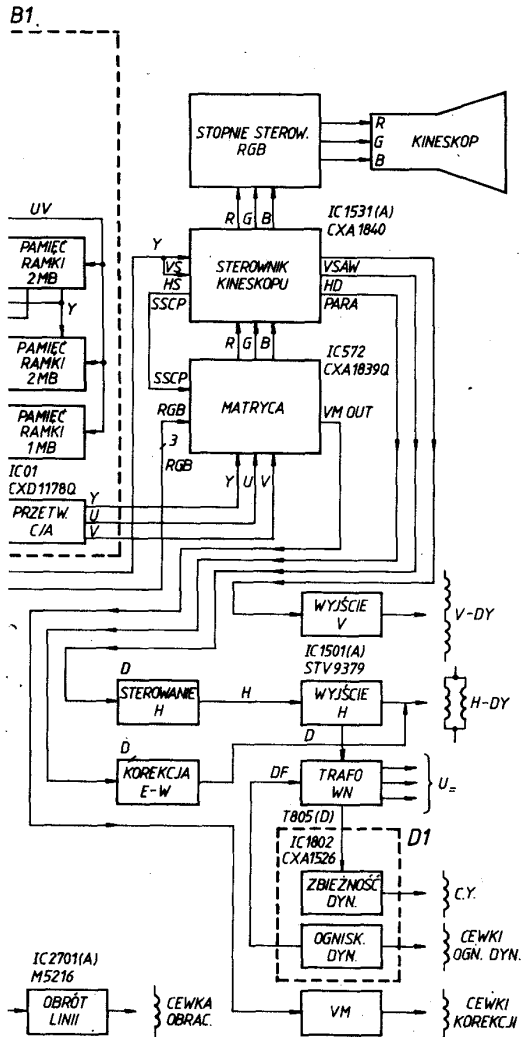 B1
STOPNIE STEROW.
RGB
R
G
B
KINESKOP
UV
R G B
IC1531(A)
CXA1840
PAMIĘĆ
RAMKI
2MB
Y
VS
HS
SSCP
STEROWNIK
KINESKOPU
VSAW
HD
PARA
Y
PAMIĘĆ
RAMKI
2MB
R G B
IC572
CXA1839Q
SSCP
MATRYCA
VM OUT
RGB
3
RGB
PAMIĘĆ
RAMKI
1MB
IC01
CXD1178Q
Y U V
PRZETW.
C/A
Y
U
V
WYJŚCIE
V
V-DY
IC1501(A)
STV9379
D
STEROWANIE
H
H
WYJŚCIE
H
H-DY
D
D
KOREKCJA
E-W
DF
TRAFO
WN
U=
T805(D)
D1
IC1802
CXA1526
ZBIEŻNOŚĆ
DYN.
C.Y.
OGNISK.
DYN.
CEWKI
OGN. DYN.
IC2701(A)
M5216
OBRÓT
LINII
CEWKA
OBRAC.
VM
CEWKI
KOREKCJI